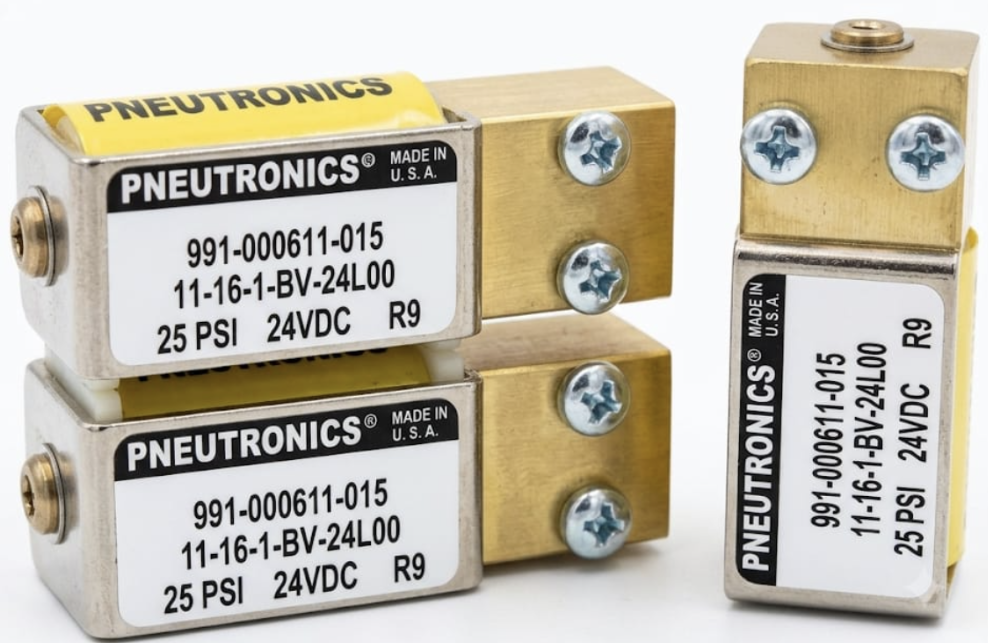 PNEUTRONICS
PNEUTRONICS® MADE IN U.S.A.
991-000611-015
11-16-1-BV-24L00
25 PSI 24VDC R9
PNEUTRONICS
PNEUTRONICS® MADE IN U.S.A.
991-000611-015
11-16-1-BV-24L00
25 PSI 24VDC R9
PNEUTRONICS® MADE IN U.S.A.
991-000611-015
11-16-1-BV-24L00
25 PSI 24VDC R9